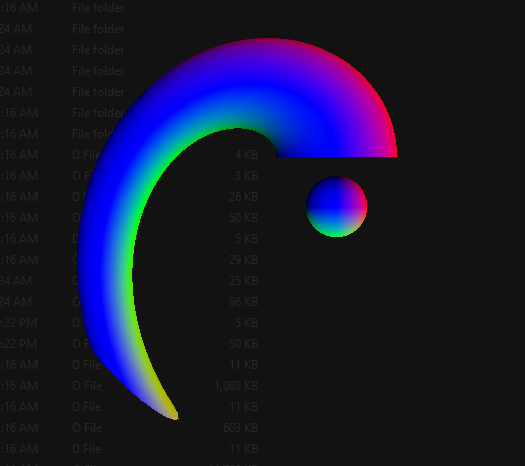 :16 AM File folder
24 AM File folder
24 AM File folder
24 AM File folder
24 AM File folder
:16 AM File folder
:16 AM File fol
:16 AM D File 4 KB
:16 AM O File 3 KB
:16 AM D 26 KB
:16 AM O 50 KB
:16 AM D 5 KB
:16 AM O 29 KB
24 AM D 25 KB
24 AM O 96 KB
:22 PM D 5 KB
:22 PM O F 50 KB
:16 AM D File 11 KB
:16 AM O File 1,088 KB
:16 AM D File 11 KB
:16 AM O File 603 KB
:16 AM D File 11 KB